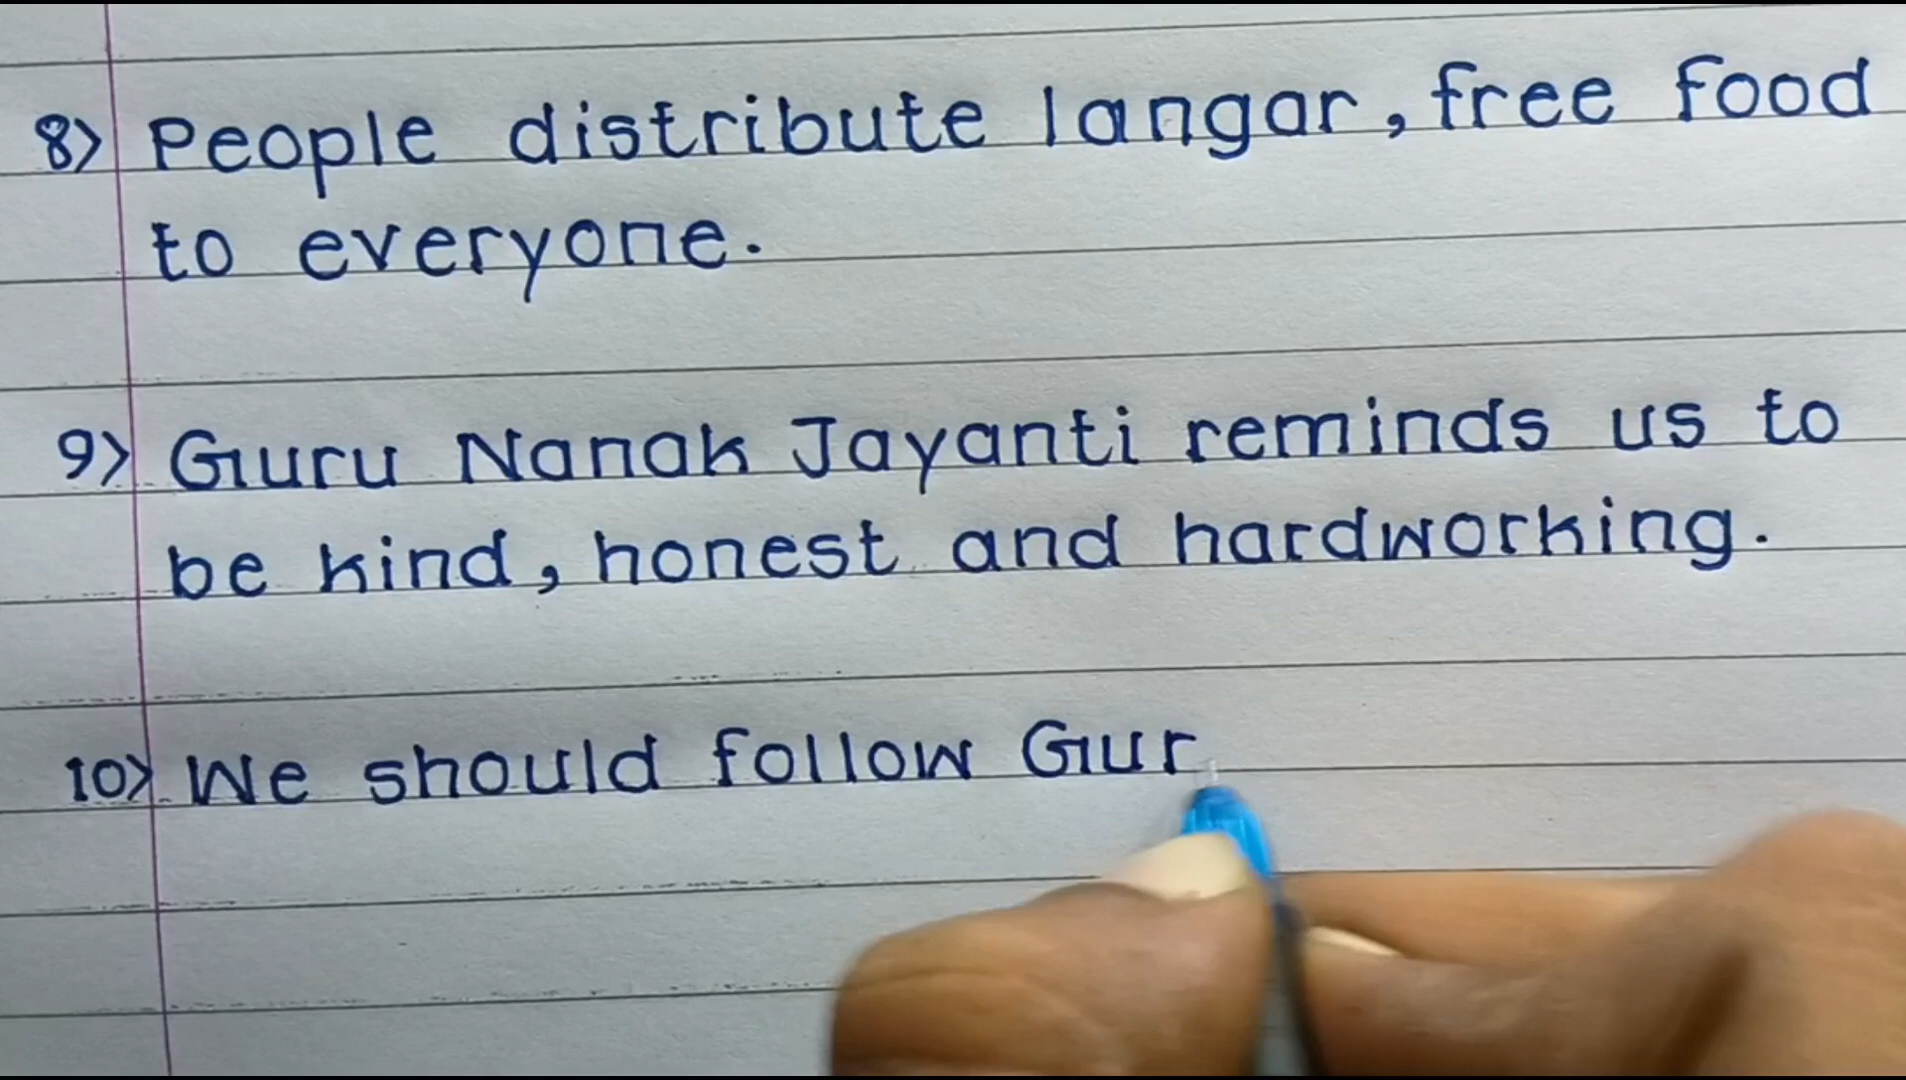 8) People distribute langar, free food
to everyone.
9) Guru Nanak Jayanti reminds us to
be kind, honest and hardworking.
10) We should follow Gur